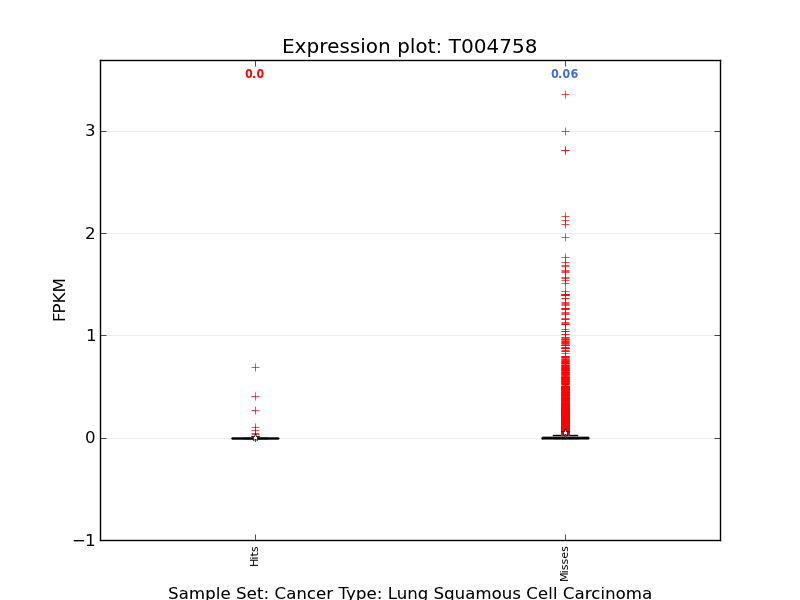 Expression plot: T004758
0.0
0.06
3
2
1
0
−1
FPKM
Hits
Misses
Sample Set: Cancer Type: Lung Squamous Cell Carcinoma